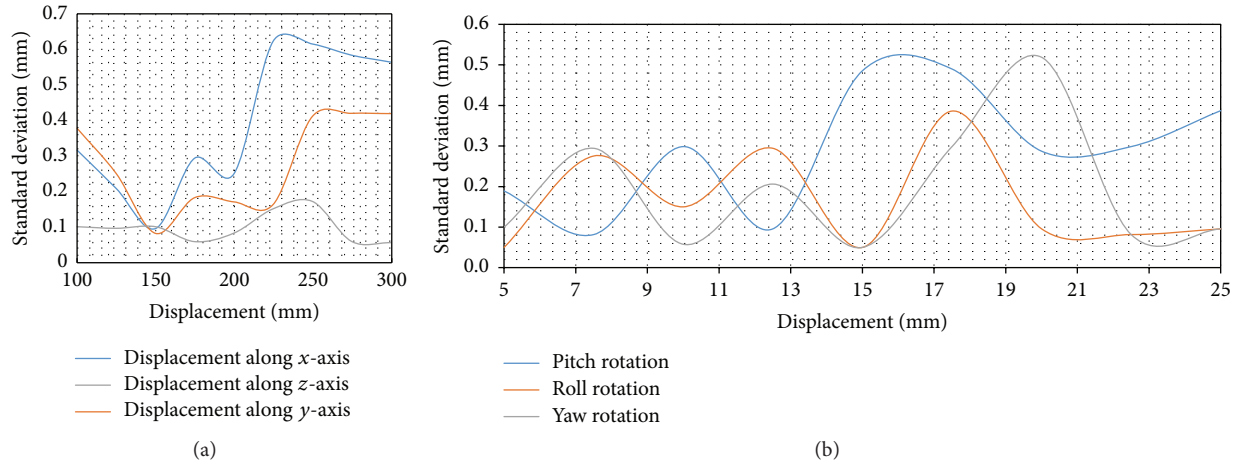 0.7
0.6
0.5
0.4
0.3
0.2
0.1
0
Standard deviation (mm)
100 150 200 250 300
Displacement (mm)
Displacement along x-axis
Displacement along z-axis
Displacement along y-axis
(a)
0.6
0.5
0.4
0.3
0.2
0.1
0.0
Standard deviation (mm)
5 7 9 11 13 15 17 19 21 23 25
Displacement (mm)
Pitch rotation
Roll rotation
Yaw rotation
(b)